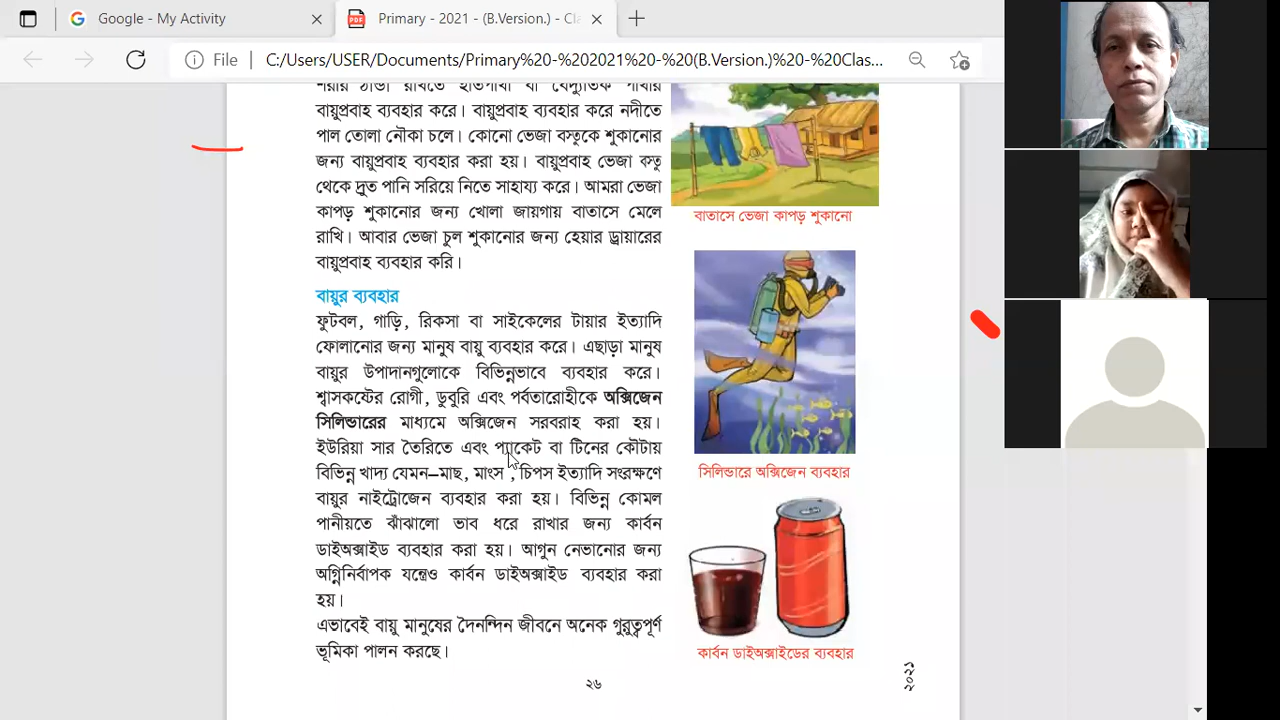 Google - My Activity
Primary - 2021 - (B.Version.) - Cla
File
C:/Users/USER/Documents/Primary%20-%202021%20-%20(B.Version.)%20-%20Clas...
শরীর ঠান্ডা রাখতে হাতপাখা বা বৈদ্যুতিক পাখার
বায়ুপ্রবাহ ব্যবহার করে। বায়ুপ্রবাহ ব্যবহার করে নদীতে
পাল তোলা নৌকা চলে। কোনো ভেজা বস্তুকে শুকানোর
জন্য বায়ুপ্রবাহ ব্যবহার করা হয়। বায়ুপ্রবাহ ভেজা বস্তু
থেকে দ্রুত পানি সরিয়ে নিতে সাহায্য করে। আমরা ভেজা
কাপড় শুকানোর জন্য খোলা জায়গায় বাতাসে মেলে
রাখি। আবার ভেজা চুল শুকানোর জন্য হেয়ার ড্রায়ারের
বায়ুপ্রবাহ ব্যবহার করি।
বাতাসে ভেজা কাপড় শুকানো
বায়ুর ব্যবহার
ফুটবল, গাড়ি, রিকসা বা সাইকেলের টায়ার ইত্যাদি
ফোলানোর জন্য মানুষ বায়ু ব্যবহার করে। এছাড়া মানুষ
বায়ুর উপাদানগুলোকে বিভিন্নভাবে ব্যবহার করে।
শ্বাসকষ্টের রোগী, ডুবুরি এবং পর্বতারোহীকে অক্সিজেন
সিলিন্ডারের মাধ্যমে অক্সিজেন সরবরাহ করা হয়।
ইউরিয়া সার তৈরিতে এবং প্যাকেট বা টিনের কৌটায়
বিভিন্ন খাদ্য যেমন–মাছ, মাংস ,চিপস ইত্যাদি সংরক্ষণে
বায়ুর নাইট্রোজেন ব্যবহার করা হয়। বিভিন্ন কোমল
পানীয়তে ঝাঁঝালো ভাব ধরে রাখার জন্য কার্বন
ডাইঅক্সাইড ব্যবহার করা হয়। আগুন নেভানোর জন্য
অগ্নিনির্বাপক যন্ত্রেও কার্বন ডাইঅক্সাইড ব্যবহার করা
হয়।
এভাবেই বায়ু মানুষের দৈনন্দিন জীবনে অনেক গুরুত্বপূর্ণ
ভূমিকা পালন করছে।
সিলিন্ডারে অক্সিজেন ব্যবহার
কার্বন ডাইঅক্সাইডের ব্যবহার
২৬
২০২১